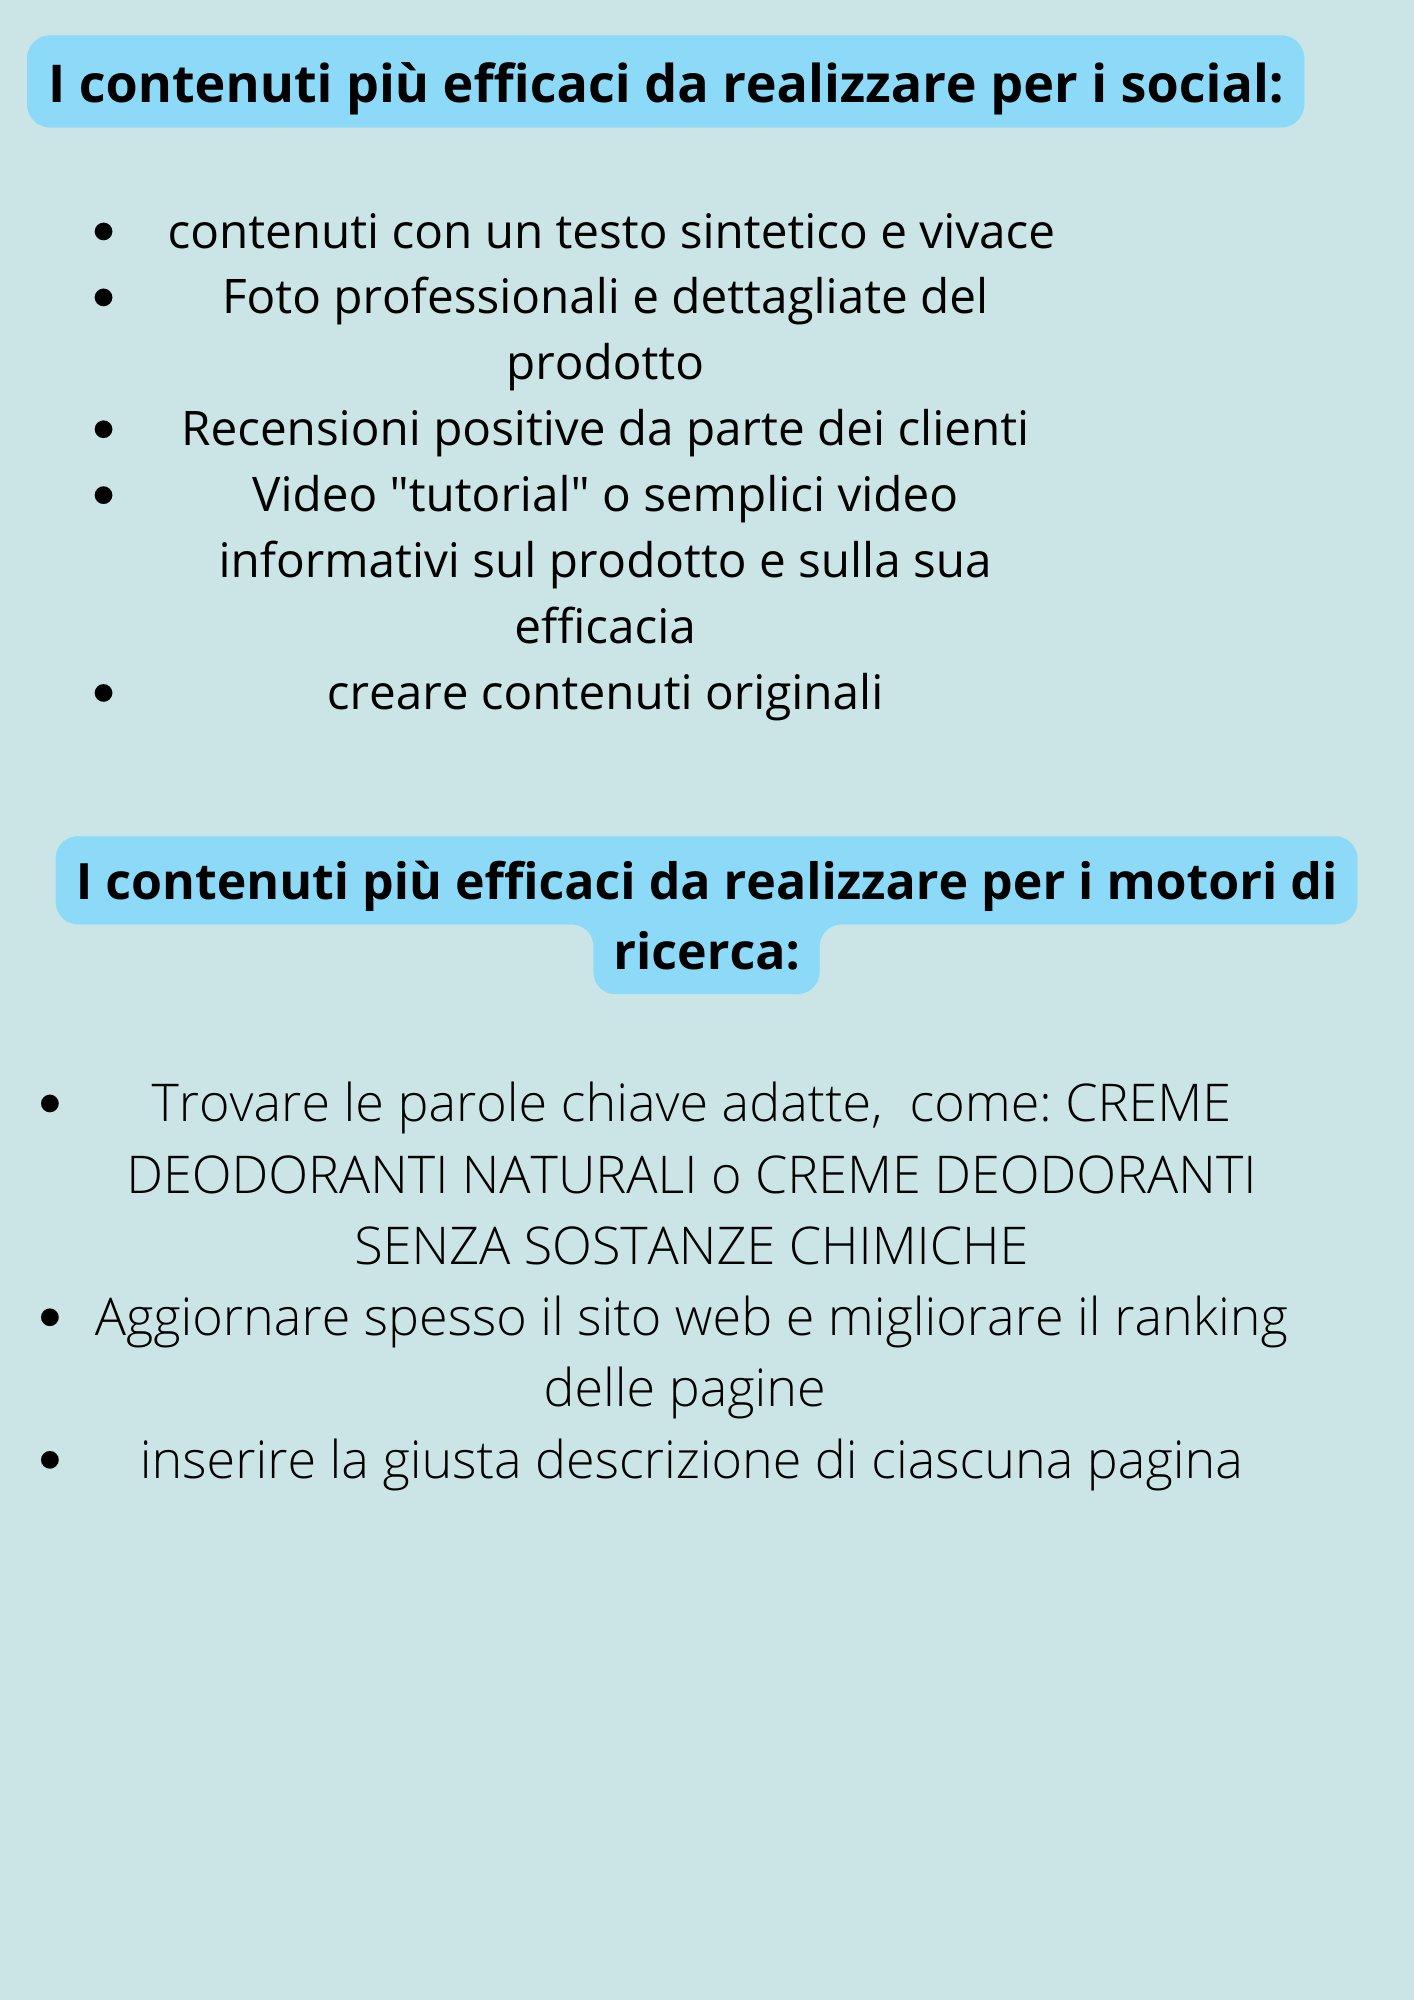 I contenuti più efficaci da realizzare per i social:
• contenuti con un testo sintetico e vivace
• Foto professionali e dettagliate del
prodotto
• Recensioni positive da parte dei clienti
• Video "tutorial" o semplici video
informativi sul prodotto e sulla sua
efficacia
• creare contenuti originali
I contenuti più efficaci da realizzare per i motori di
ricerca:
• Trovare le parole chiave adatte,  come: CREME
DEODORANTI NATURALI o CREME DEODORANTI
SENZA SOSTANZE CHIMICHE
• Aggiornare spesso il sito web e migliorare il ranking
delle pagine
• inserire la giusta descrizione di ciascuna pagina